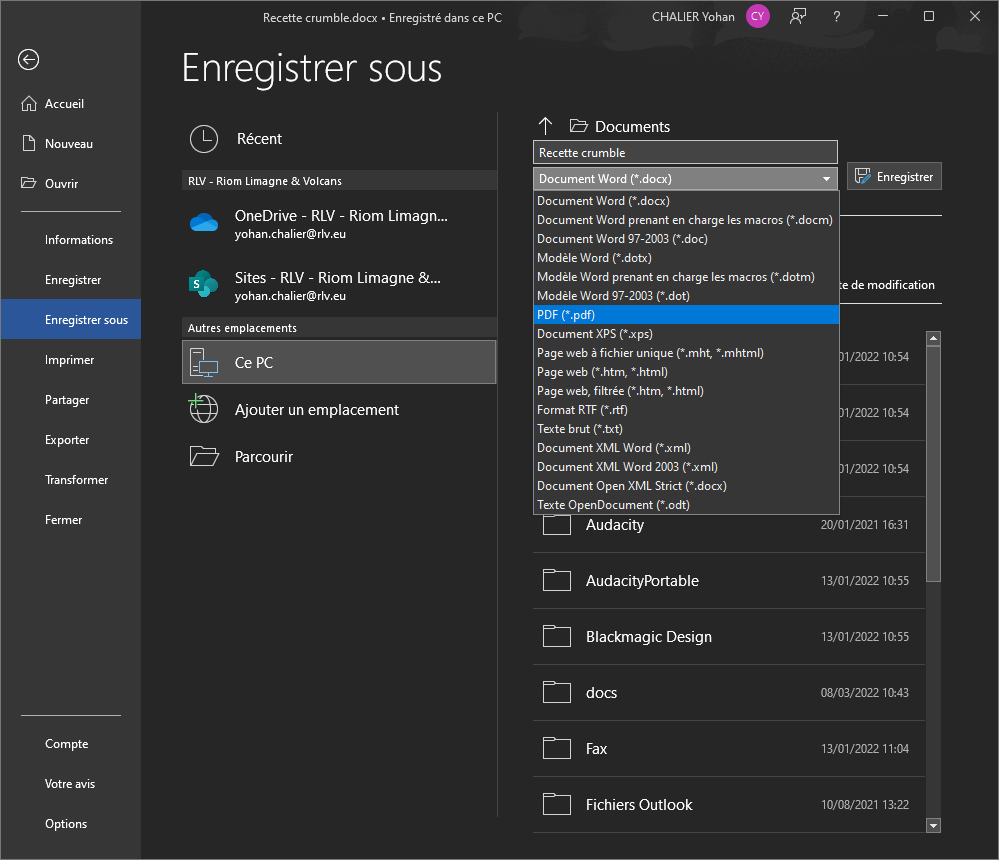 Recette crumble.docx • Enregistré dans ce PC
CHALIER Yohan
CY
?
Enregistrer sous
Accueil
Nouveau
Ouvrir
Informations
Enregistrer
Enregistrer sous
Imprimer
Partager
Exporter
Transformer
Fermer
Compte
Votre avis
Options
Récent
RLV - Riom Limagne & Volcans
OneDrive - RLV - Riom Limagn...
yohan.chalier@rlv.eu
S
Sites - RLV - Riom Limagne &...
yohan.chalier@rlv.eu
Autres emplacements
Ce PC
Ajouter un emplacement
Parcourir
Documents
Recette crumble
Document Word (*.docx)
Enregistrer
Document Word (*.docx)
Document Word prenant en charge les macros (*.docm)
Document Word 97-2003 (*.doc)
Modèle Word (*.dotx)
Modèle Word prenant en charge les macros (*.dotm)
Modèle Word 97-2003 (*.dot)
PDF (*.pdf)
Document XPS (*.xps)
Page web à fichier unique (*.mht, *.mhtml)
Page web (*.htm, *.html)
Page web, filtrée (*.htm, *.html)
Format RTF (*.rtf)
Texte brut (*.txt)
Document XML Word (*.xml)
Document XML Word 2003 (*.xml)
Document Open XML Strict (*.docx)
Texte OpenDocument (*.odt)
te de modification
01/2022 10:54
01/2022 10:54
01/2022 10:54
Audacity 20/01/2021 16:31
AudacityPortable 13/01/2022 10:55
Blackmagic Design 13/01/2022 10:55
docs 08/03/2022 10:43
Fax 13/01/2022 11:04
Fichiers Outlook 10/08/2021 13:22